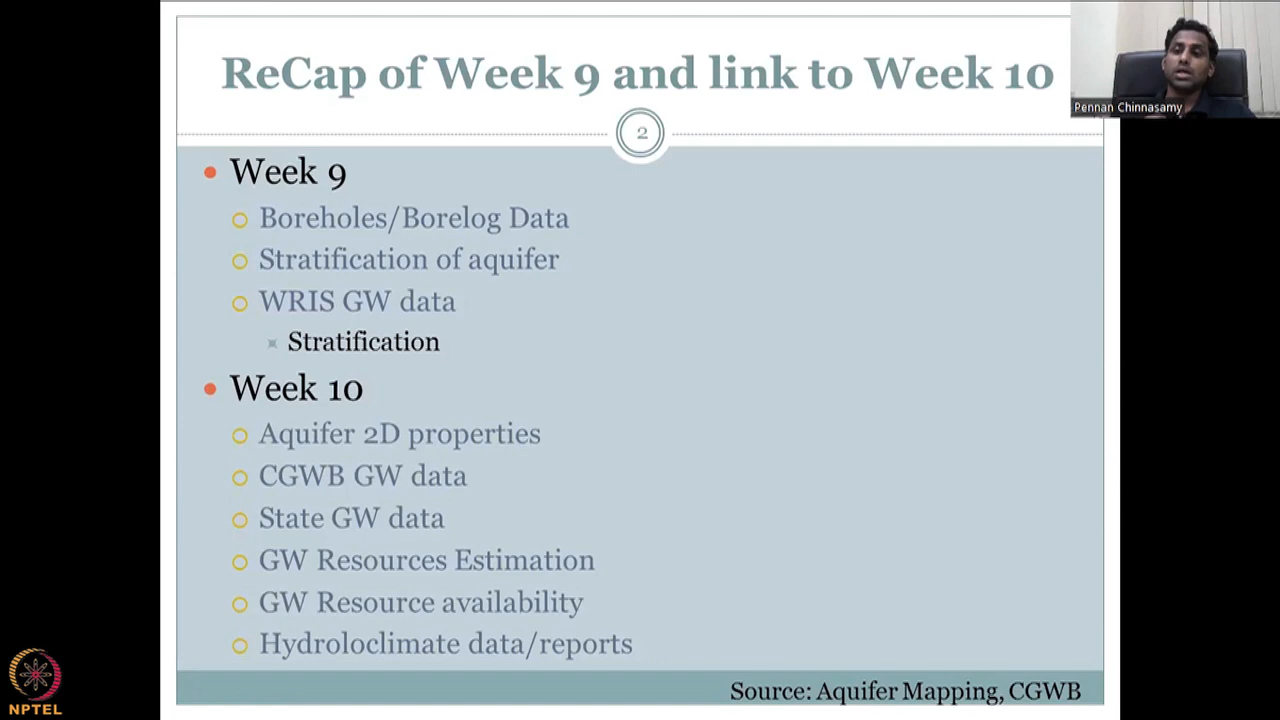 ReCap of Week 9 and link to Week 10
Pennan Chinnasamy
2
Week 9
Boreholes/Borelog Data
Stratification of aquifer
WRIS GW data
Stratification
Week 10
Aquifer 2D properties
CGWB GW data
State GW data
GW Resources Estimation
GW Resource availability
Hydroloclimate data/reports
Source: Aquifer Mapping, CGWB
NPTEL